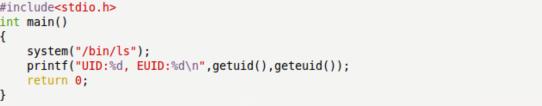 #include<stdio.h>
int main()
{
    system("/bin/ls");
    printf("UID:%d, EUID:%d\n",getuid(),geteuid());
    return 0;
}